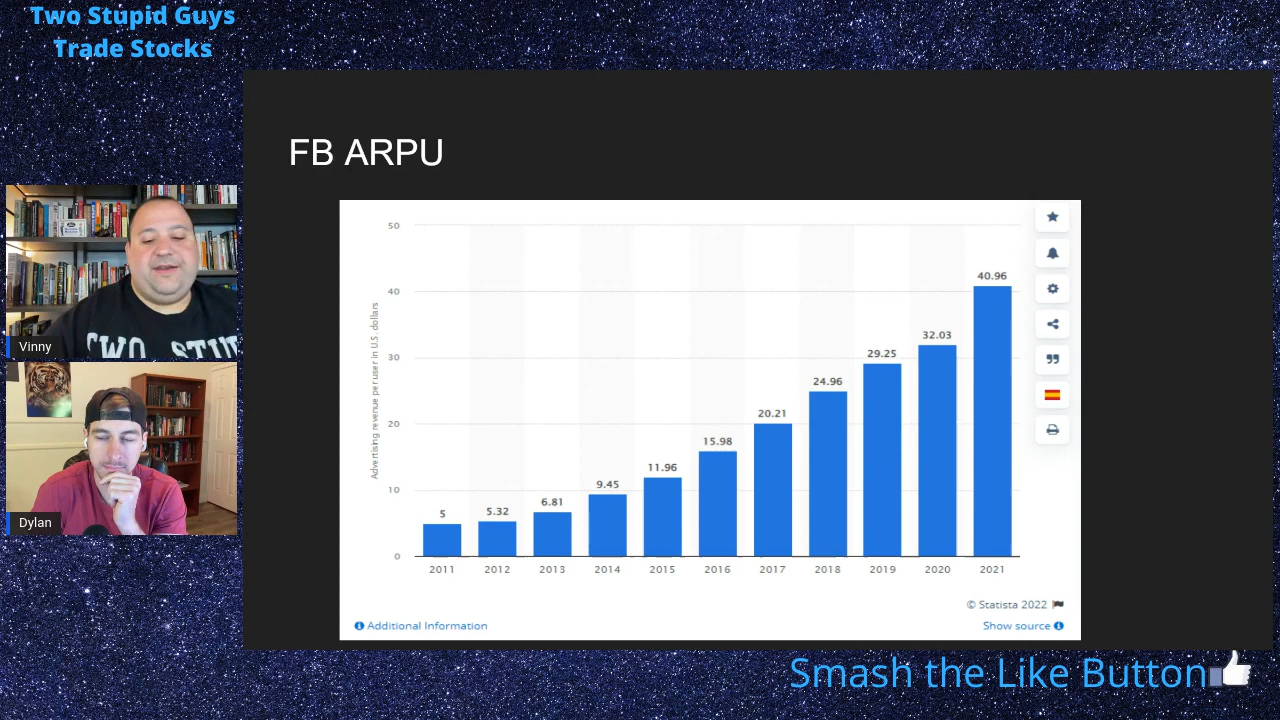 Two Stupid Guys
Trade Stocks
FB ARPU
Vinny
TWO STU
Dylan
Advertising revenue per user in U.S. dollars
50
40
30
20
10
0
5
5.32
6.81
9.45
11.96
15.98
20.21
24.96
29.25
32.03
40.96
2011
2012
2013
2014
2015
2016
2017
2018
2019
2020
2021
© Statista 2022
Additional Information
Show source
Smash the Like Button